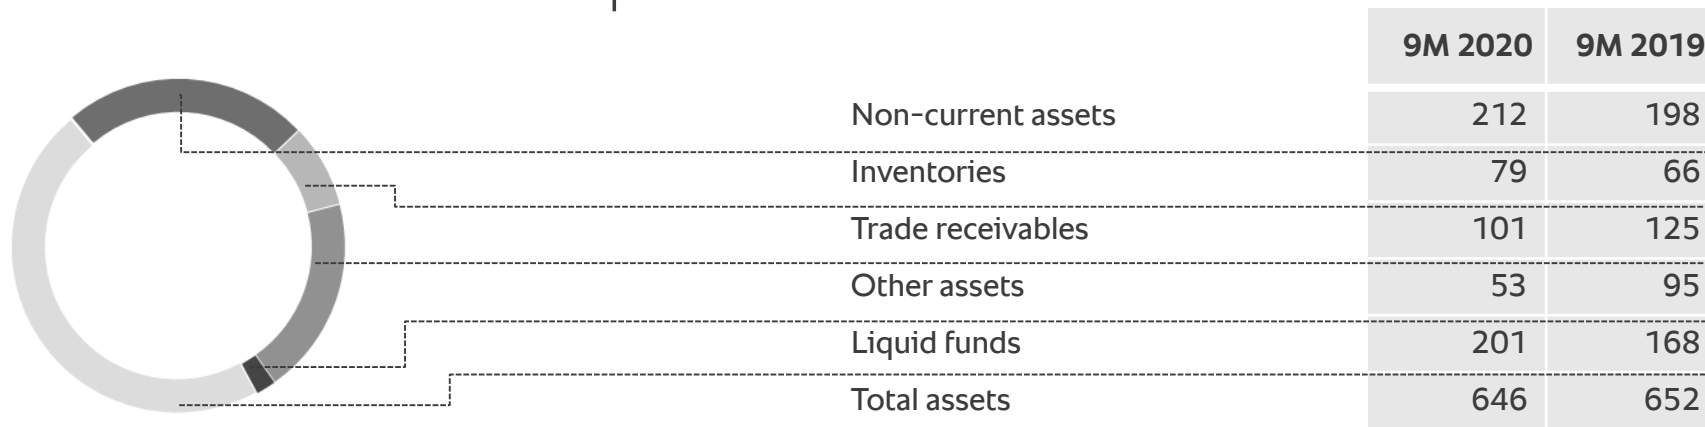 9M 2020 9M 2019
Non-current assets 212 198
Inventories 79 66
Trade receivables 101 125
Other assets 53 95
Liquid funds 201 168
Total assets 646 652